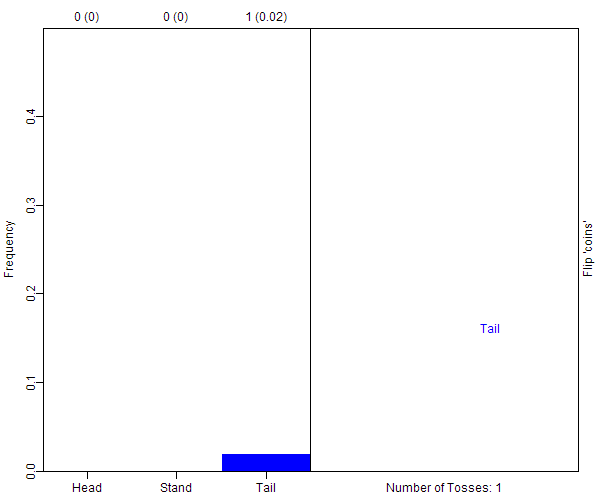 0 (0) 0 (0) 1 (0.02)
Frequency
0.4
0.3
0.2
0.1
0.0
Head Stand Tail
Tail
Flip 'coins'
Number of Tosses: 1